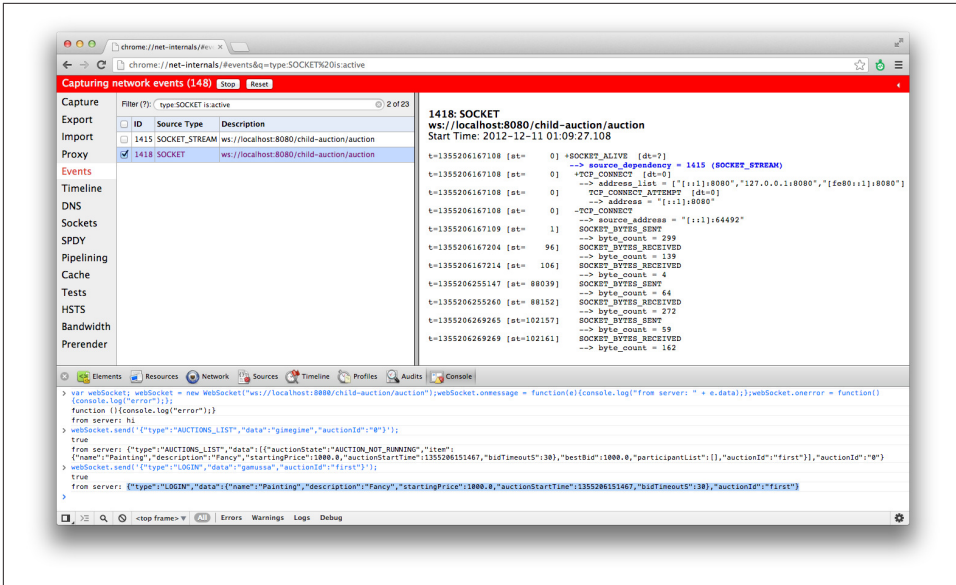 chrome://net-internals/#ev
chrome://net-internals/#events&q=type:SOCKET%20is:active
Capturing network events (148) Stop Reset
Capture
Export
Import
Proxy
Events
Timeline
DNS
Sockets
SPDY
Pipelining
Cache
Tests
HSTS
Bandwidth
Prerender
Filter (?): type:SOCKET is:active 2 of 23
ID Source Type Description
1415 SOCKET_STREAM ws://localhost:8080/child-auction/auction
1418 SOCKET ws://localhost:8080/child-auction/auction
1418: SOCKET
ws://localhost:8080/child-auction/auction
Start Time: 2012-12-11 01:09:27.108
t=1355206167108 [st= 0] +SOCKET_ALIVE [dt=?]
--> source_dependency = 1415 (SOCKET_STREAM)
t=1355206167108 [st= 0] +TCP_CONNECT [dt=0]
--> address_list = ["[::1]:8080","127.0.0.1:8080","[fe80::1]:8080"]
t=1355206167108 [st= 0] TCP_CONNECT_ATTEMPT [dt=0]
--> address = "[::1]:8080"
t=1355206167108 [st= 0] -TCP_CONNECT
--> source_address = "[::1]:64492"
t=1355206167109 [st= 1] SOCKET_BYTES_SENT
--> byte_count = 299
t=1355206167204 [st= 96] SOCKET_BYTES_RECEIVED
--> byte_count = 139
t=1355206167214 [st= 106] SOCKET_BYTES_RECEIVED
--> byte_count = 4
t=1355206255147 [st= 88039] SOCKET_BYTES_SENT
--> byte_count = 64
t=1355206255260 [st= 88152] SOCKET_BYTES_RECEIVED
--> byte_count = 272
t=1355206269265 [st=102157] SOCKET_BYTES_SENT
--> byte_count = 59
t=1355206269269 [st=102161] SOCKET_BYTES_RECEIVED
--> byte_count = 162
Elements Resources Network Sources Timeline Profiles Audits Console
> var webSocket; webSocket = new WebSocket("ws://localhost:8080/child-auction/auction");webSocket.onmessage = function(e){console.log("from server: " + e.data);};webSocket.onerror = function()
{console.log("error");};
function (){console.log("error");}
from server: hi
> webSocket.send('{"type":"AUCTIONS_LIST","data":"gimegime","auctionId":"0"}');
true
from server: {"type":"AUCTIONS_LIST","data":[{"auctionState":"AUCTION_NOT_RUNNING","item":
{"name":"Painting","description":"Fancy","startingPrice":1000.0,"auctionStartTime":1355206151467,"bidTimeoutS":30},"bestBid":1000.0,"participantList":[],"auctionId":"first"}],"auctionId":"0"}
> webSocket.send('{"type":"LOGIN","data":"gamussa","auctionId":"first"}');
true
from server: {"type":"LOGIN","data":{"name":"Painting","description":"Fancy","startingPrice":1000.0,"auctionStartTime":1355206151467,"bidTimeoutS":30},"auctionId":"first"}
>
<top frame> All Errors Warnings Logs Debug